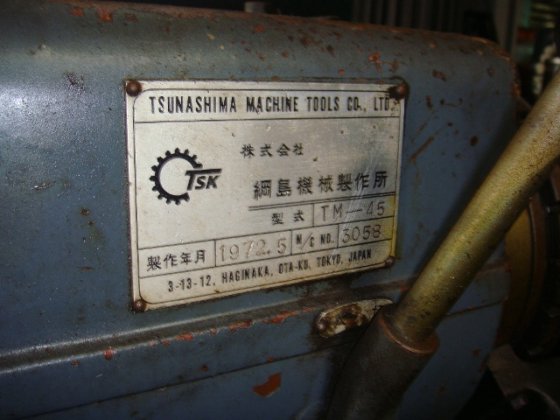 TSUNASHIMA MACHINE TOOLS CO., LTD.
TSK
株式会社
綱島機械製作所
型式 TM-45
製作年月 1972.5 M/C NO. 3058
3-13-12, HAGINAKA, OTA-KU, TOKYO, JAPAN